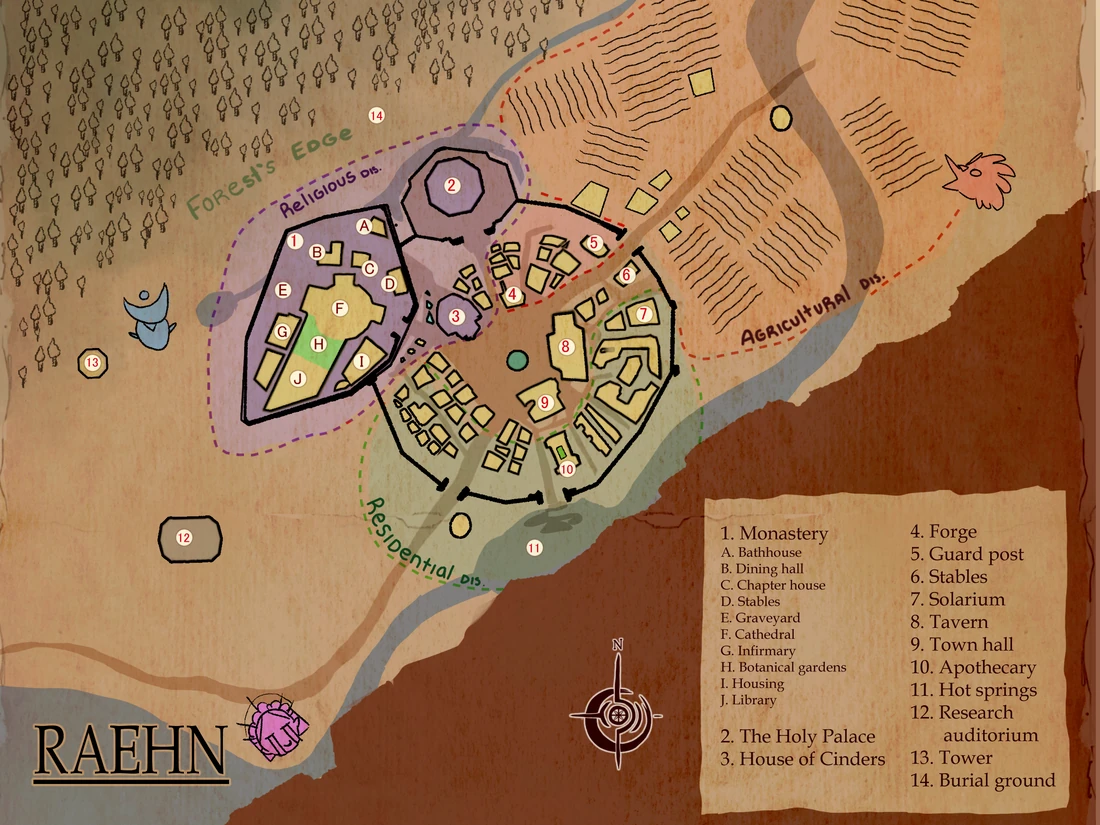 14
FOREST'S EDGE
RELIGIOUS DIS.
2
A
1
B
C
D
E
F
G
H
I
J
3
4
5
6
7
8
9
10
11
12
13
AGRICULTURAL DIS.
RESIDENTIAL DIS.
N
RAEHN
1. Monastery
A. Bathhouse
B. Dining hall
C. Chapter house
D. Stables
E. Graveyard
F. Cathedral
G. Infirmary
H. Botanical gardens
I. Housing
J. Library
2. The Holy Palace
3. House of Cinders
4. Forge
5. Guard post
6. Stables
7. Solarium
8. Tavern
9. Town hall
10. Apothecary
11. Hot springs
12. Research
auditorium
13. Tower
14. Burial ground